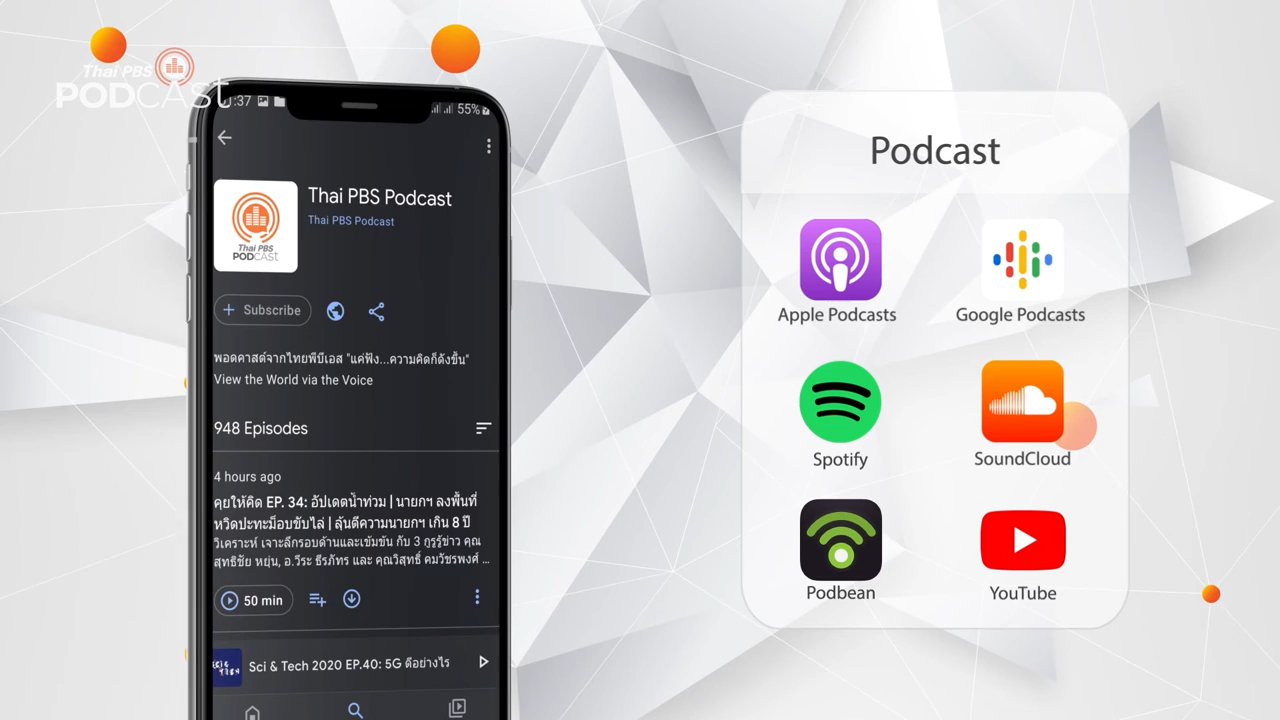 Thai PBS
PODCAST
:37
55%
Thai PBS
PODCAST
Thai PBS Podcast
Thai PBS Podcast
Subscribe
พอดคาสต์จากไทยพีบีเอส "แค่ฟัง...ความคิดก็ดังขึ้น"
View the World via the Voice
948 Episodes
4 hours ago
คุยให้คิด EP. 34: อัปเดตน้ำท่วม | นายกฯ ลงพื้นที่
หวิดปะทะม็อบขับไล่ | ลุ้นตีความนายกฯ เกิน 8 ปี
วิเคราะห์ เจาะลึกรอบด้านและเข้มข้น กับ 3 กูรูรู้ข่าว คุณ
สุทธิชัย หยุ่น, อ.วีระ ธีรภัทร และ คุณวิสุทธิ์ คมวัชรพงศ์ ...
50 min
SCI &
TECH
Sci & Tech 2020 EP.40: 5G ดีอย่างไร
Podcast
Apple Podcasts
Google Podcasts
Spotify
SoundCloud
Podbean
YouTube